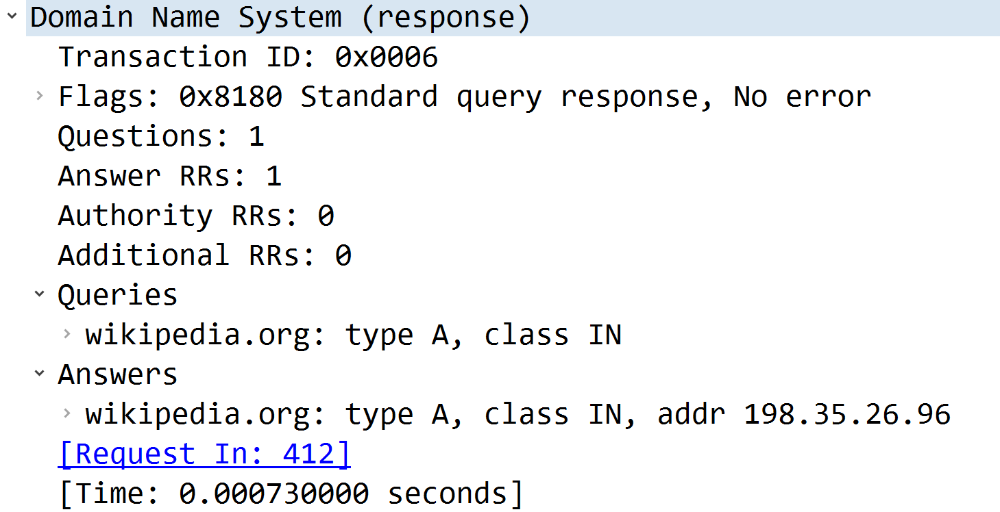 Domain Name System (response)
Transaction ID: 0x0006
Flags: 0x8180 Standard query response, No error
Questions: 1
Answer RRs: 1
Authority RRs: 0
Additional RRs: 0
Queries
wikipedia.org: type A, class IN
Answers
wikipedia.org: type A, class IN, addr 198.35.26.96
[Request In: 412]
[Time: 0.000730000 seconds]